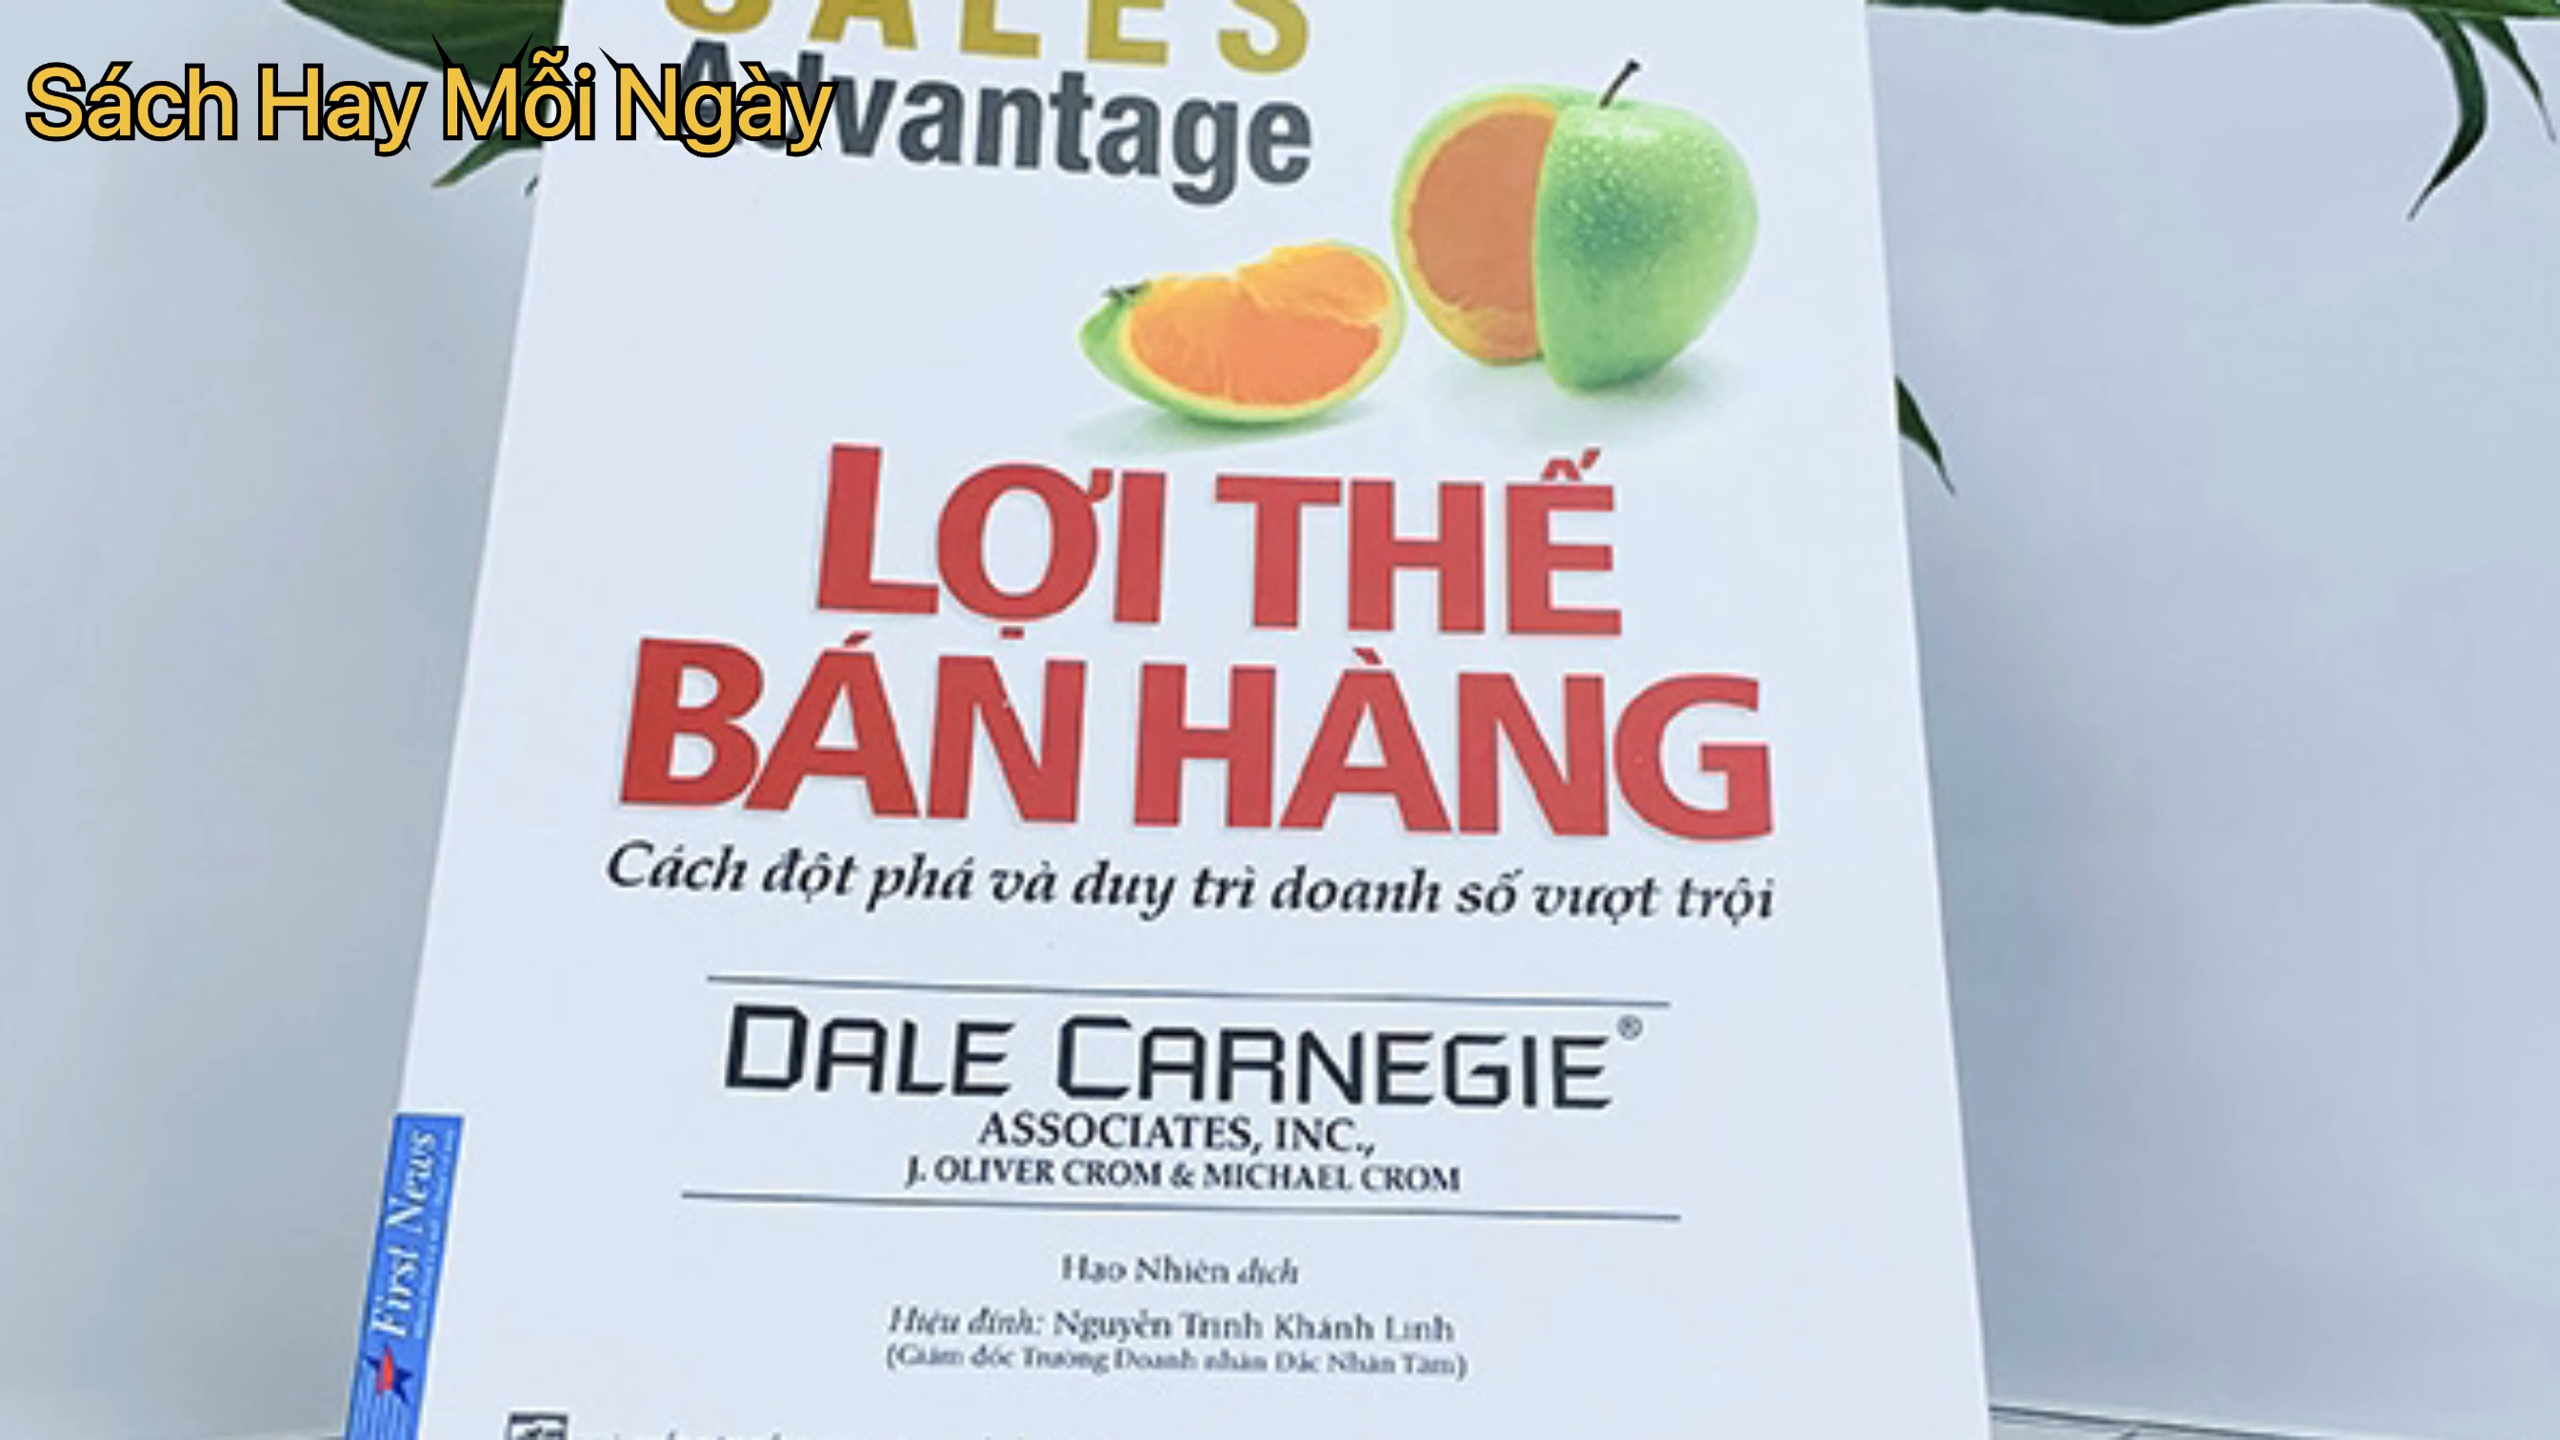 SALES
Sách Hay Mỗi Ngày
Advantage
LỢI THẾ
BÁN HÀNG
Cách đột phá và duy trì doanh số vượt trội
DALE CARNEGIE®
ASSOCIATES, INC.,
J. OLIVER CROM & MICHAEL CROM
Hạo Nhiên dịch
Hiệu đính: Nguyễn Trịnh Khánh Linh
(Giám đốc Trường Doanh nhân Đắc Nhân Tâm)
First News